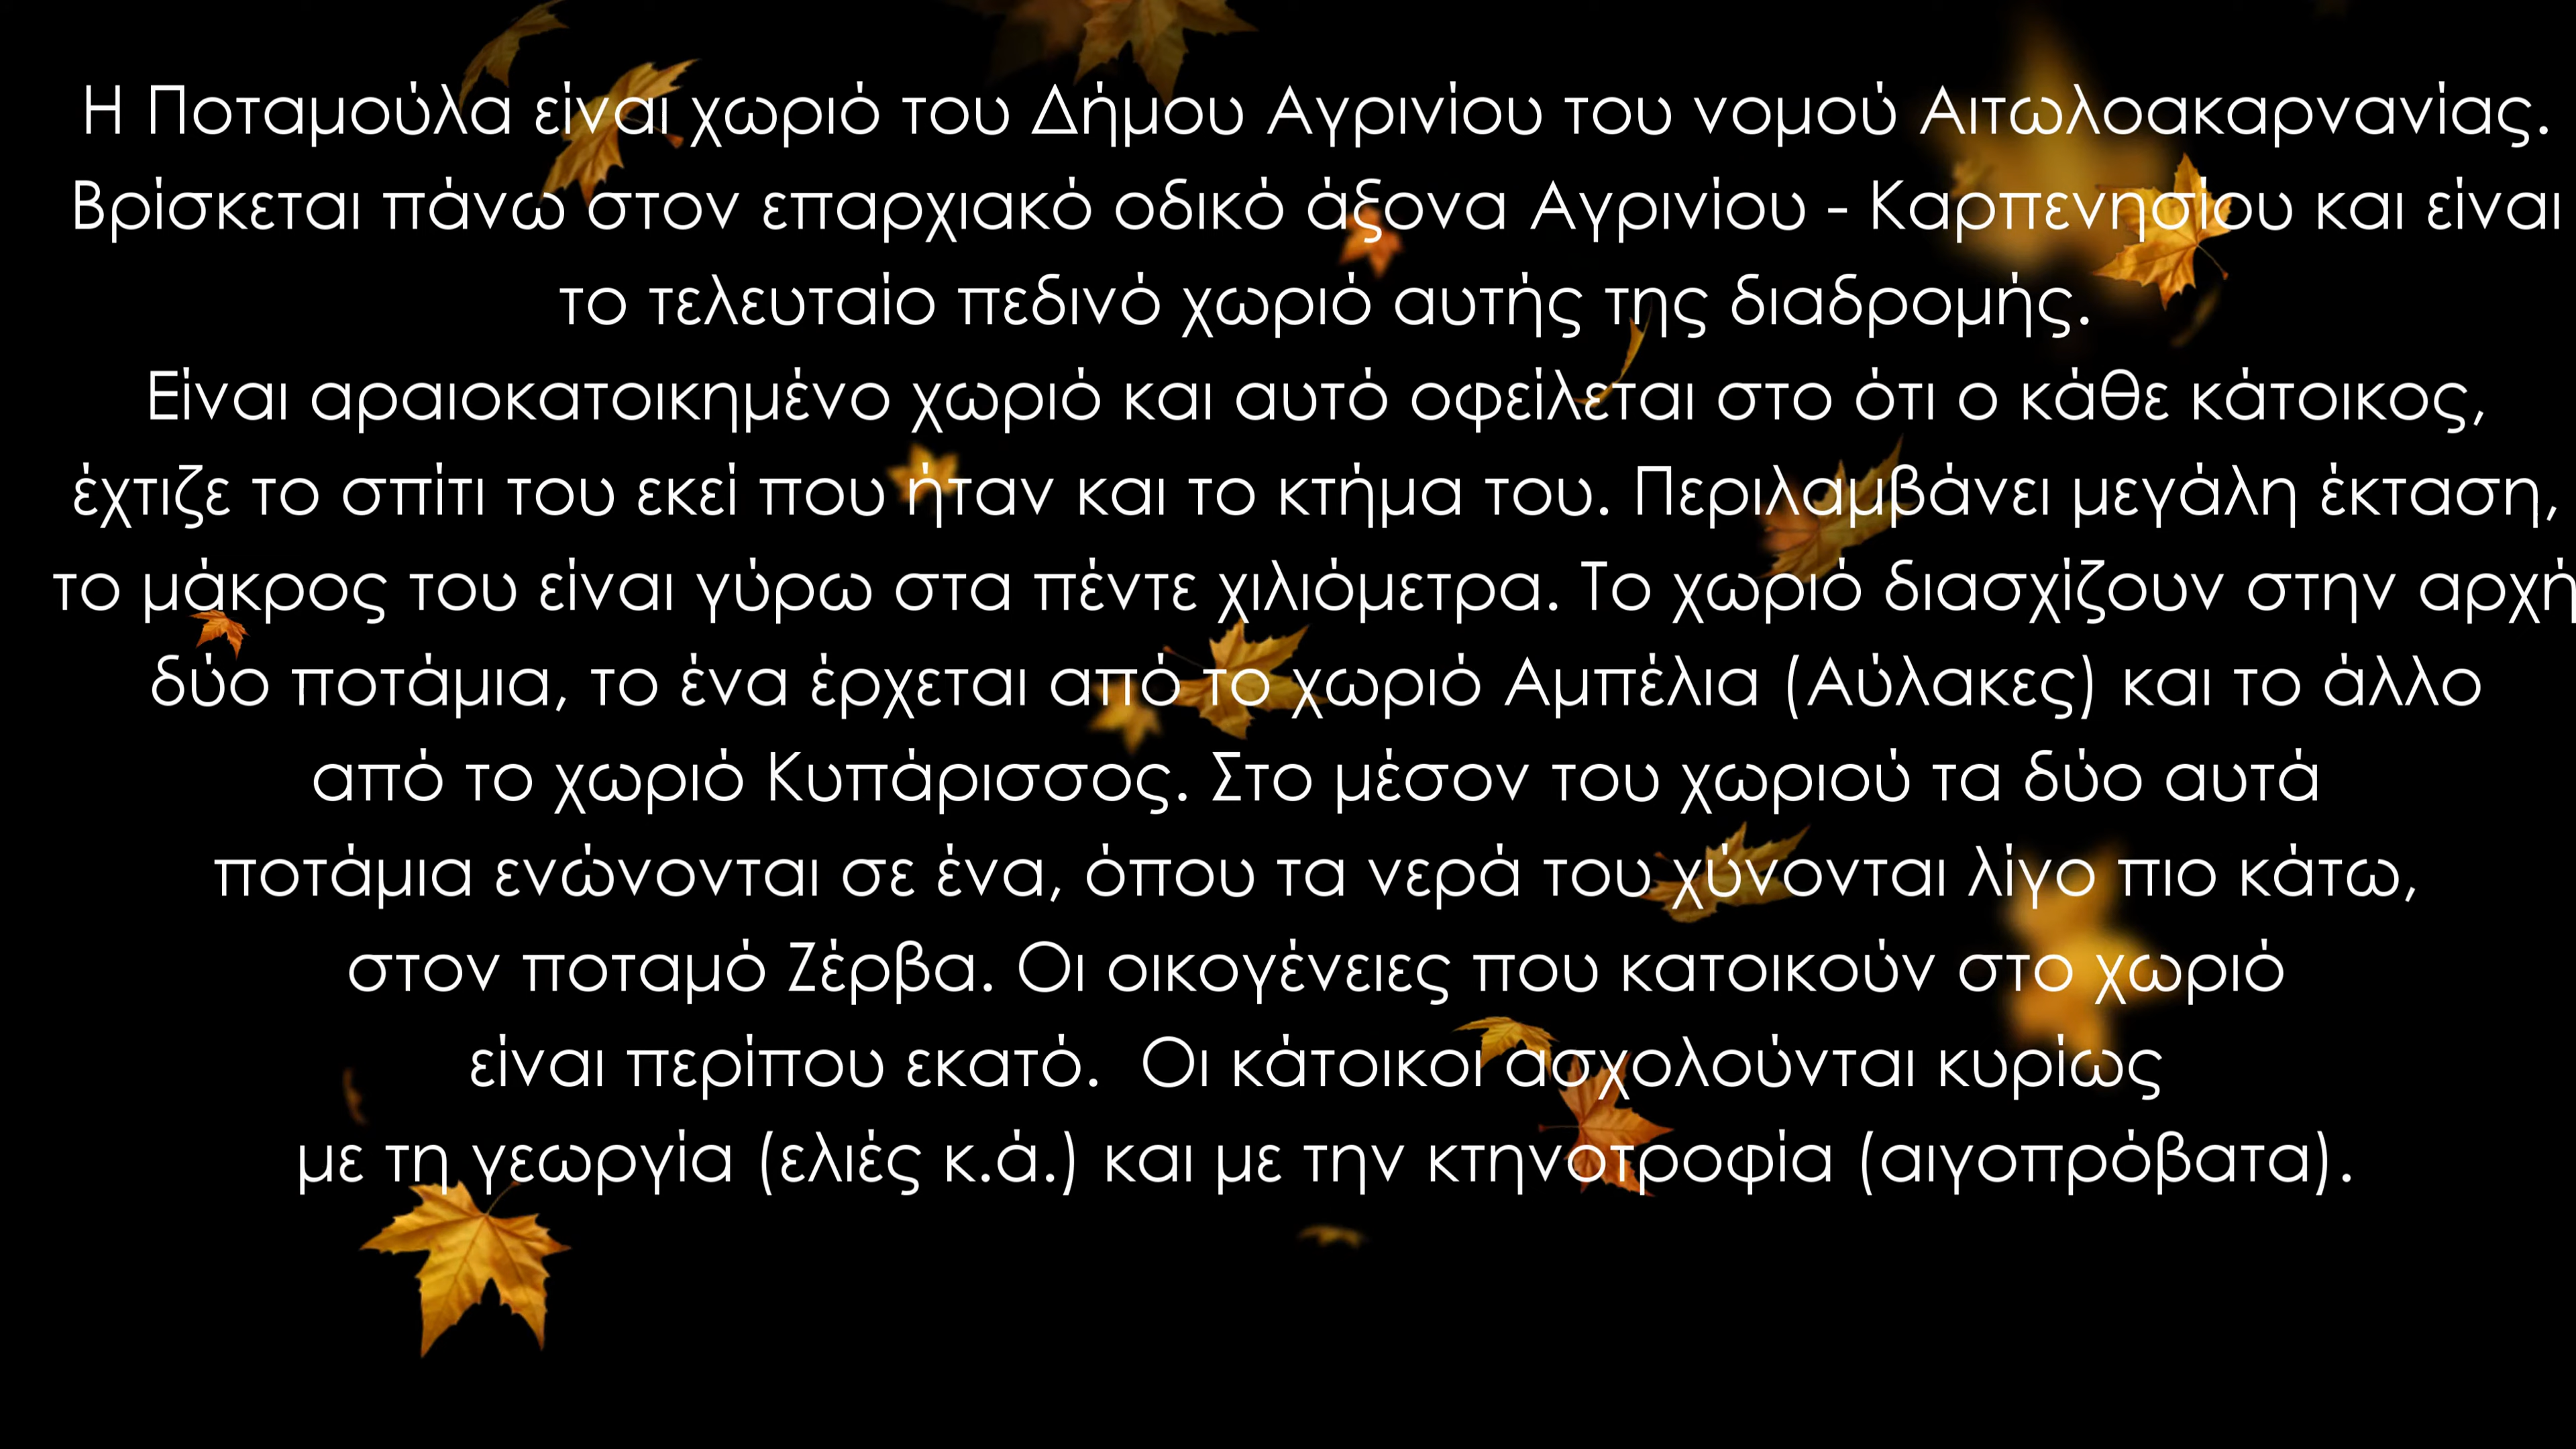 Η Ποταμούλα είναι χωριό του Δήμου Αγρινίου του νομού Αιτωλοακαρνανίας.
Βρίσκεται πάνω στον επαρχιακό οδικό άξονα Αγρινίου - Καρπενησίου και είναι
το τελευταίο πεδινό χωριό αυτής της διαδρομής.
Είναι αραιοκατοικημένο χωριό και αυτό οφείλεται στο ότι ο κάθε κάτοικος,
έχτιζε το σπίτι του εκεί που ήταν και το κτήμα του. Περιλαμβάνει μεγάλη έκταση,
το μάκρος του είναι γύρω στα πέντε χιλιόμετρα. Το χωριό διασχίζουν στην αρχή
δύο ποτάμια, το ένα έρχεται από το χωριό Αμπέλια (Αύλακες) και το άλλο
από το χωριό Κυπάρισσος. Στο μέσον του χωριού τα δύο αυτά
ποτάμια ενώνονται σε ένα, όπου τα νερά του χύνονται λίγο πιο κάτω,
στον ποταμό Ζέρβα. Οι οικογένειες που κατοικούν στο χωριό
είναι περίπου εκατό.  Οι κάτοικοι ασχολούνται κυρίως
με τη γεωργία (ελιές κ.ά.) και με την κτηνοτροφία (αιγοπρόβατα).